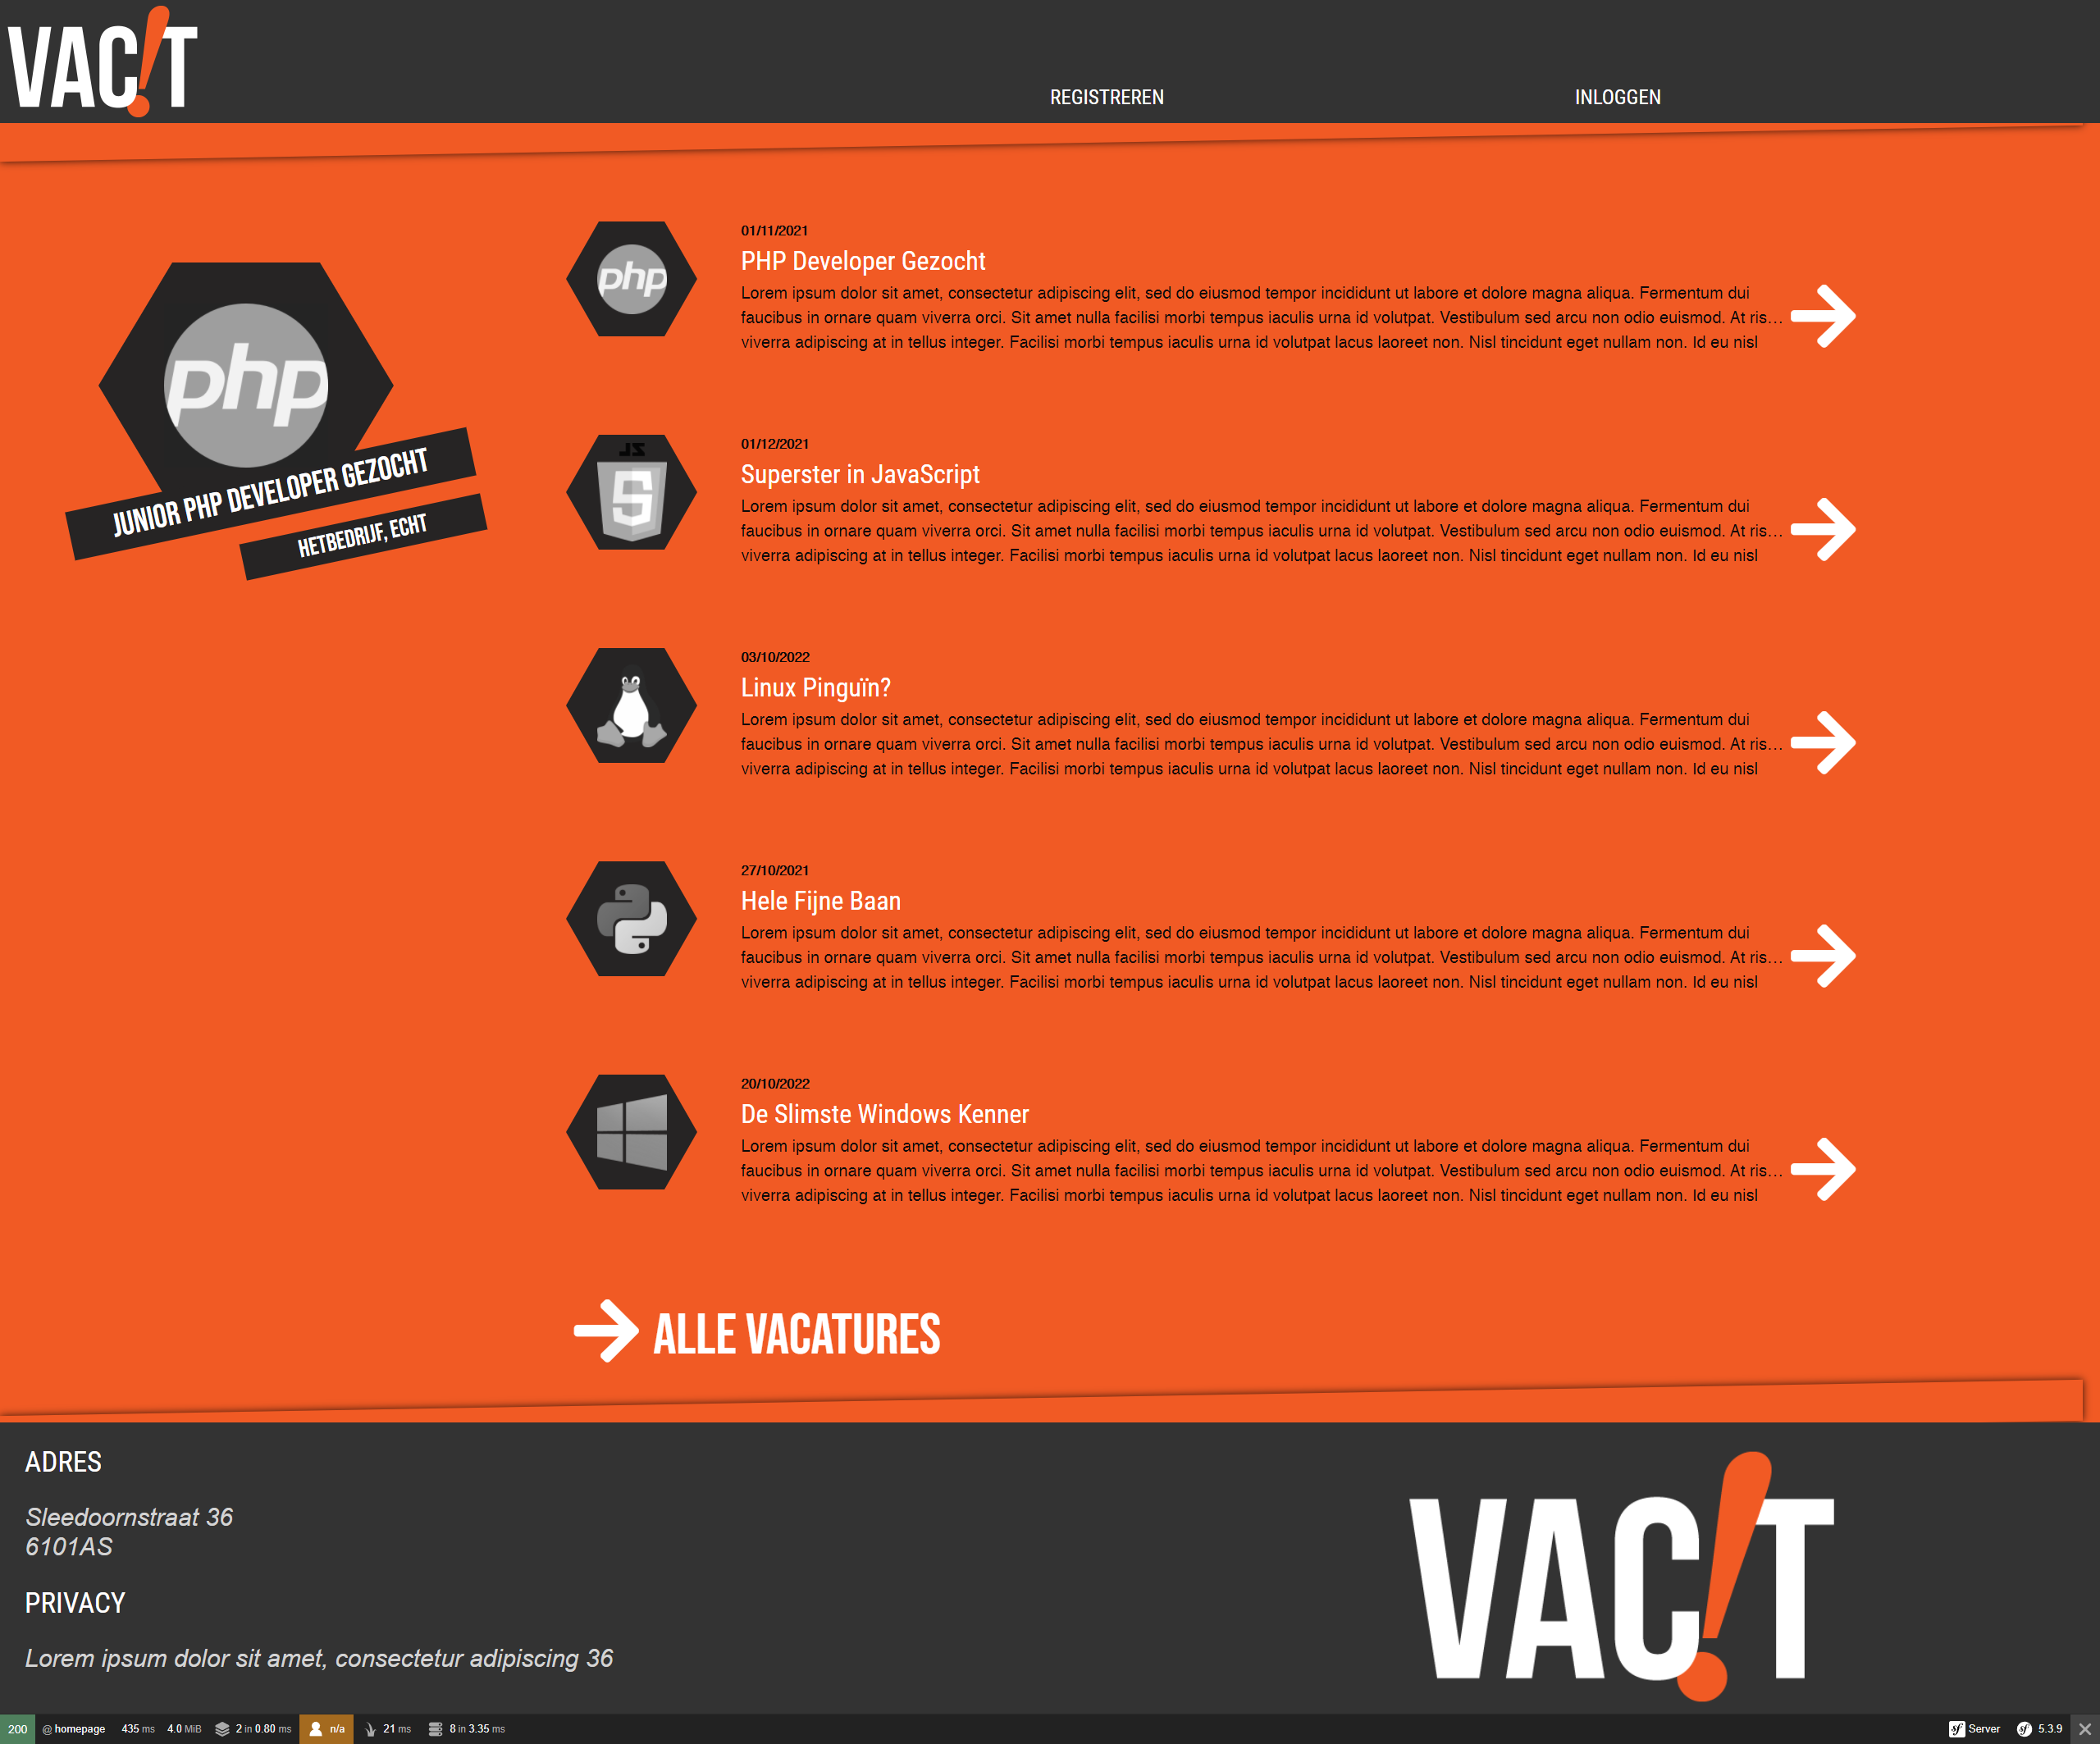 VAC!T
REGISTREREN
INLOGGEN
php
JUNIOR PHP DEVELOPER GEZOCHT
HETBEDRIJF, ECHT
php
01/11/2021
PHP Developer Gezocht
Lorem ipsum dolor sit amet, consectetur adipiscing elit, sed do eiusmod tempor incididunt ut labore et dolore magna aliqua. Fermentum dui
faucibus in ornare quam viverra orci. Sit amet nulla facilisi morbi tempus iaculis urna id volutpat. Vestibulum sed arcu non odio euismod. At ris...
viverra adipiscing at in tellus integer. Facilisi morbi tempus iaculis urna id volutpat lacus laoreet non. Nisl tincidunt eget nullam non. Id eu nisl
01/12/2021
Superster in JavaScript
Lorem ipsum dolor sit amet, consectetur adipiscing elit, sed do eiusmod tempor incididunt ut labore et dolore magna aliqua. Fermentum dui
faucibus in ornare quam viverra orci. Sit amet nulla facilisi morbi tempus iaculis urna id volutpat. Vestibulum sed arcu non odio euismod. At ris...
viverra adipiscing at in tellus integer. Facilisi morbi tempus iaculis urna id volutpat lacus laoreet non. Nisl tincidunt eget nullam non. Id eu nisl
03/10/2022
Linux Pinguïn?
Lorem ipsum dolor sit amet, consectetur adipiscing elit, sed do eiusmod tempor incididunt ut labore et dolore magna aliqua. Fermentum dui
faucibus in ornare quam viverra orci. Sit amet nulla facilisi morbi tempus iaculis urna id volutpat. Vestibulum sed arcu non odio euismod. At ris...
viverra adipiscing at in tellus integer. Facilisi morbi tempus iaculis urna id volutpat lacus laoreet non. Nisl tincidunt eget nullam non. Id eu nisl
27/10/2021
Hele Fijne Baan
Lorem ipsum dolor sit amet, consectetur adipiscing elit, sed do eiusmod tempor incididunt ut labore et dolore magna aliqua. Fermentum dui
faucibus in ornare quam viverra orci. Sit amet nulla facilisi morbi tempus iaculis urna id volutpat. Vestibulum sed arcu non odio euismod. At ris...
viverra adipiscing at in tellus integer. Facilisi morbi tempus iaculis urna id volutpat lacus laoreet non. Nisl tincidunt eget nullam non. Id eu nisl
20/10/2022
De Slimste Windows Kenner
Lorem ipsum dolor sit amet, consectetur adipiscing elit, sed do eiusmod tempor incididunt ut labore et dolore magna aliqua. Fermentum dui
faucibus in ornare quam viverra orci. Sit amet nulla facilisi morbi tempus iaculis urna id volutpat. Vestibulum sed arcu non odio euismod. At ris...
viverra adipiscing at in tellus integer. Facilisi morbi tempus iaculis urna id volutpat lacus laoreet non. Nisl tincidunt eget nullam non. Id eu nisl
ALLE VACATURES
ADRES
Sleedoornstraat 36
6101AS
PRIVACY
Lorem ipsum dolor sit amet, consectetur adipiscing 36
VAC!T
200 @ homepage 435 ms 4.0 MiB 2 in 0.80 ms n/a 21 ms 8 in 3.35 ms sf Server sf 5.3.9